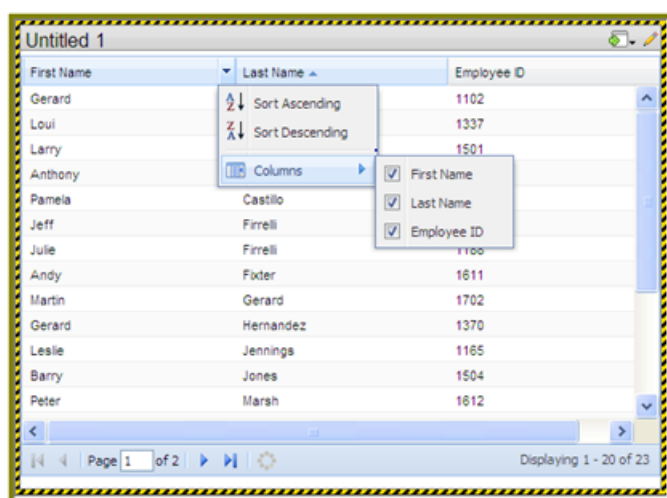 Untitled 1
First Name Last Name Employee ID
Gerard 1102
Loui 1337
Larry 1501
Anthony
Pamela Castillo
Jeff Firrelli
Julie Firrelli 1188
Andy Fixter 1611
Martin Gerard 1702
Gerard Hernandez 1370
Leslie Jennings 1165
Barry Jones 1504
Peter Marsh 1612
Sort Ascending
Sort Descending
Columns
First Name
Last Name
Employee ID
Page 1 of 2 Displaying 1 - 20 of 23